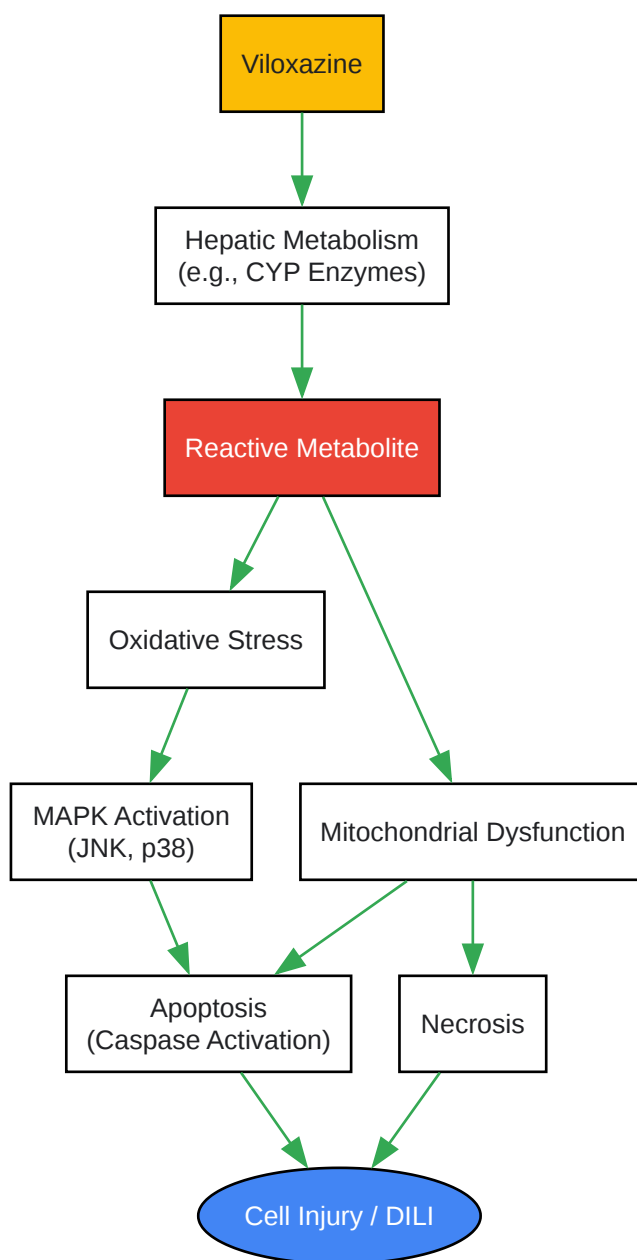 Viloxazine
Hepatic Metabolism
(e.g., CYP Enzymes)
Reactive Metabolite
Oxidative Stress
MAPK Activation
(JNK, p38)
Mitochondrial Dysfunction
Apoptosis
(Caspase Activation)
Necrosis
Cell Injury / DILI